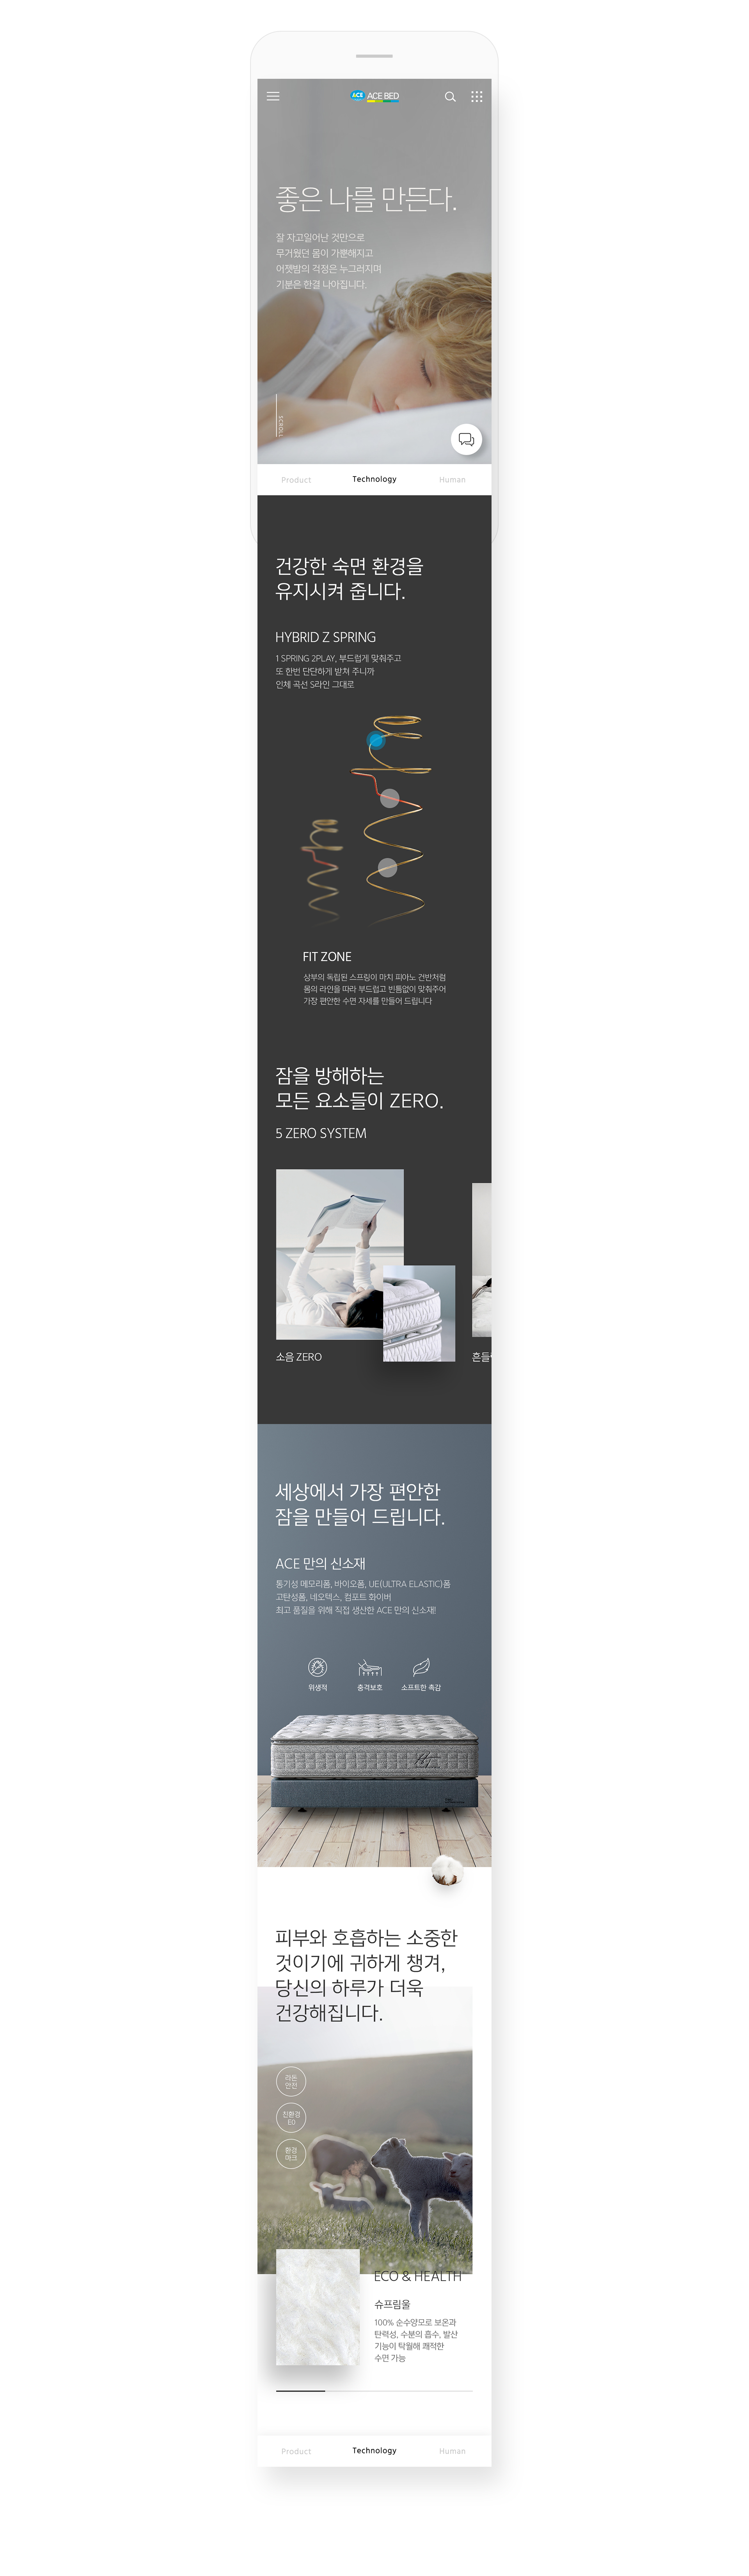 ACE ACE BED
좋은 나를 만든다.
잘 자고일어난 것만으로
무거웠던 몸이 가뿐해지고
어젯밤의 걱정은 누그러지며
기분은 한결 나아집니다.
SCROLL
Product Technology Human
건강한 숙면 환경을
유지시켜 줍니다.
HYBRID Z SPRING
1 SPRING 2PLAY, 부드럽게 맞춰주고
또 한번 단단하게 받쳐 주니까
인체 곡선 S라인 그대로
FIT ZONE
상부의 독립된 스프링이 마치 피아노 건반처럼
몸의 라인을 따라 부드럽고 빈틈없이 맞춰주어
가장 편안한 수면 자세를 만들어 드립니다
잠을 방해하는
모든 요소들이 ZERO.
5 ZERO SYSTEM
소음 ZERO
흔들
세상에서 가장 편안한
잠을 만들어 드립니다.
ACE 만의 신소재
통기성 메모리폼, 바이오폼, UE(ULTRA ELASTIC)폼
고탄성폼, 네오텍스, 컴포트 화이버
최고 품질을 위해 직접 생산한 ACE 만의 신소재!
위생적 충격보호 소프트한 촉감
피부와 호흡하는 소중한
것이기에 귀하게 챙겨,
당신의 하루가 더욱
건강해집니다.
라돈
안전
친환경
E0
환경
마크
ECO & HEALTH
슈프림울
100% 순수양모로 보온과
탄력성, 수분의 흡수, 발산
기능이 탁월해 쾌적한
수면 가능
Product Technology Human